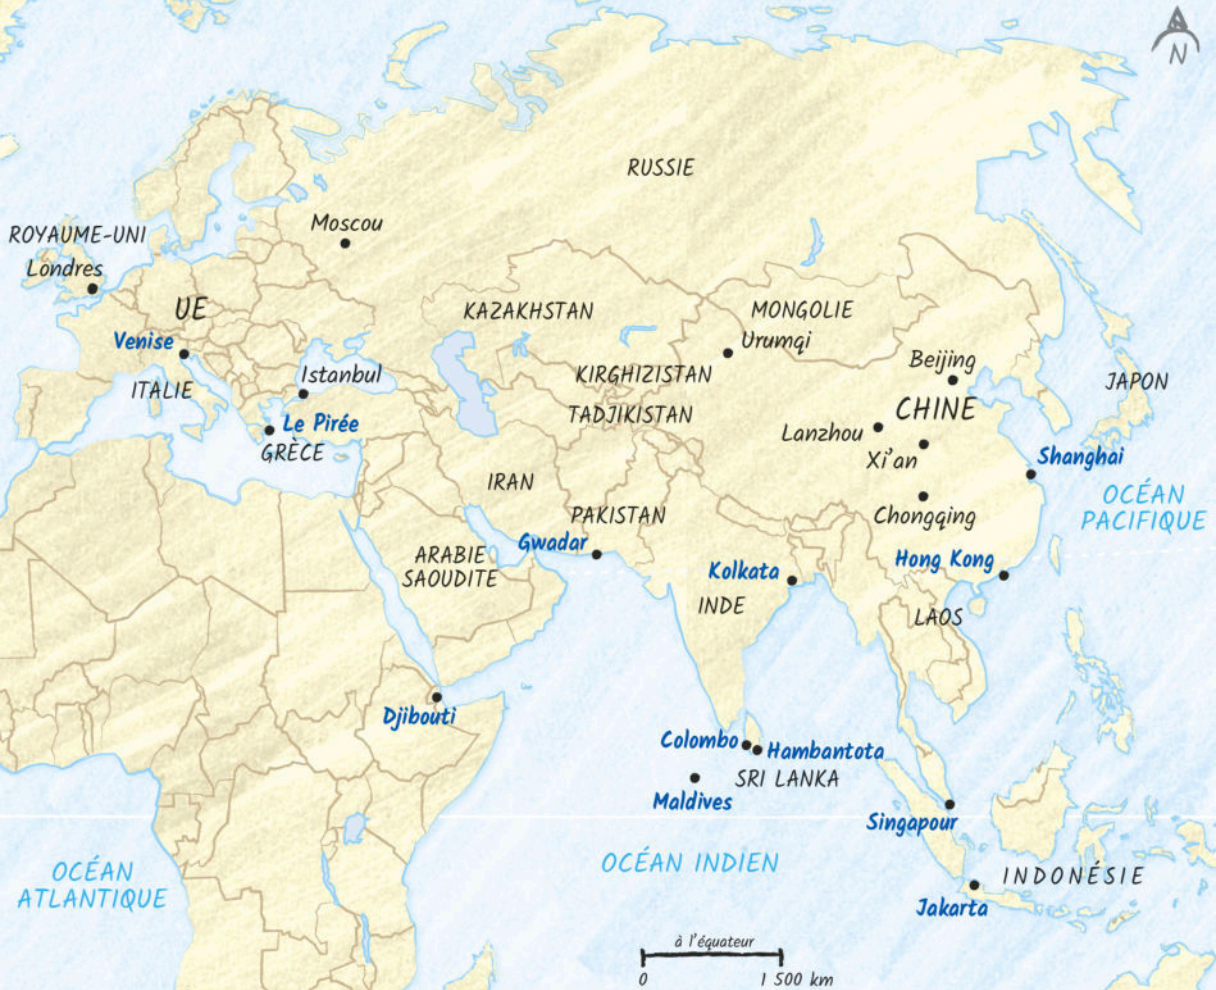 N
RUSSIE
Moscou
ROYAUME-UNI
Londres
UE
KAZAKHSTAN
MONGOLIE
Venise
Urumqi
Beijing
ITALIE
Istanbul
KIRGHIZISTAN
JAPON
TADJIKISTAN
CHINE
Le Pirée
GRÈCE
Lanzhou
Xi'an
Shanghai
IRAN
OCÉAN
PACIFIQUE
PAKISTAN
Chongqing
Gwadar
ARABIE
SAOUDITE
Kolkata
Hong Kong
INDE
LAOS
Djibouti
Colombo
Hambantota
SRI LANKA
Maldives
Singapour
OCÉAN INDIEN
OCÉAN
ATLANTIQUE
INDONÉSIE
Jakarta
à l'équateur
0
1 500 km